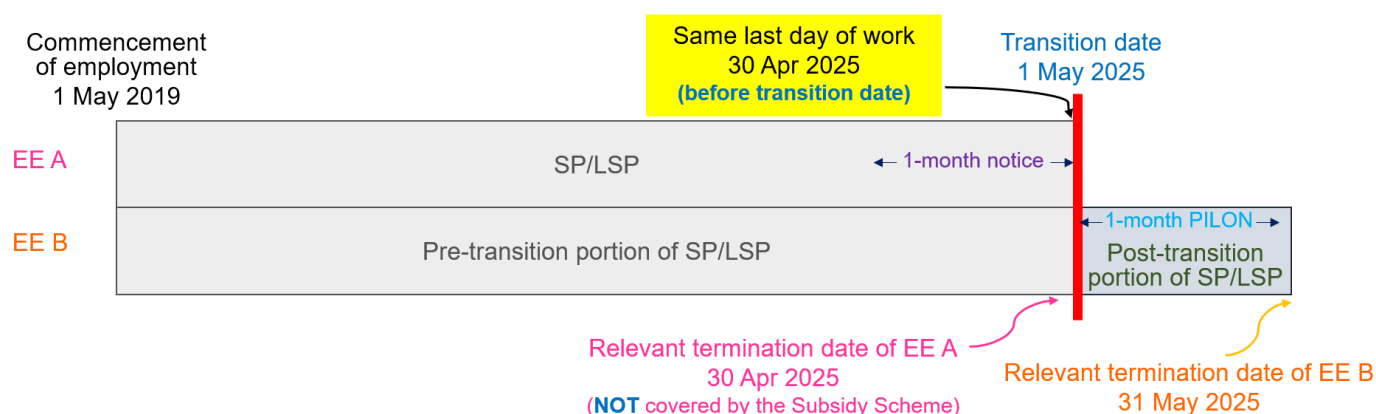 Commencement
of employment
1 May 2019
Same last day of work
30 Apr 2025
(before transition date)
Transition date
1 May 2025
EE A
SP/LSP
1-month notice
EE B
Pre-transition portion of SP/LSP
1-month PILON
Post-transition
portion of SP/LSP
Relevant termination date of EE A
30 Apr 2025
(NOT covered by the Subsidy Scheme)
Relevant termination date of EE B
31 May 2025